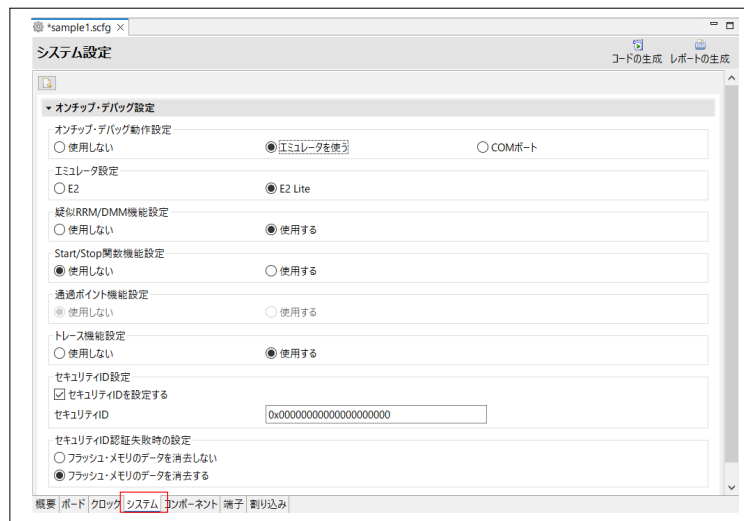 *sample1.scfg
システム設定
コードの生成 レポートの生成
オンチップ・デバッグ設定
オンチップ・デバッグ動作設定
使用しない エミュレータを使う COMポート
エミュレータ設定
E2 E2 Lite
疑似RRM/DMM機能設定
使用しない 使用する
Start/Stop関数機能設定
使用しない 使用する
通過ポイント機能設定
使用しない 使用する
トレース機能設定
使用しない 使用する
セキュリティID設定
セキュリティIDを設定する
セキュリティID 0x00000000000000000000
セキュリティID認証失敗時の設定
フラッシュ・メモリのデータを消去しない
フラッシュ・メモリのデータを消去する
概要 ボード クロック システム コンポーネント 端子 割り込み